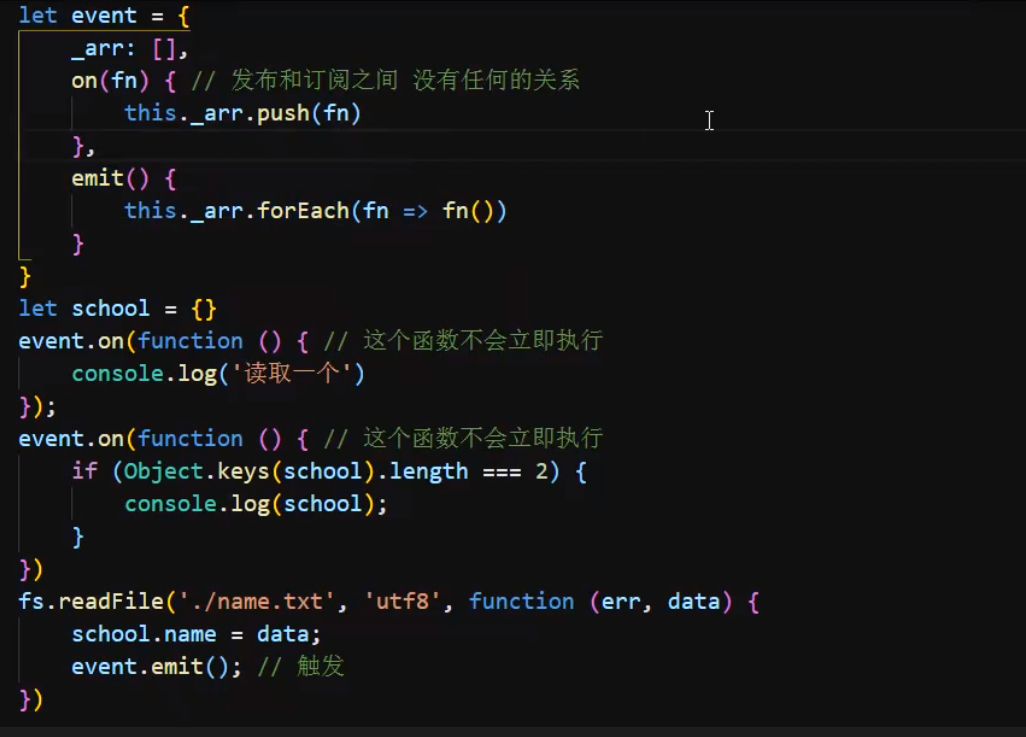 let event = {
    _arr: [],
    on(fn) { // 发布和订阅之间 没有任何的关系
        this._arr.push(fn)
    },
    emit() {
        this._arr.forEach(fn => fn())
    }
}
let school = {}
event.on(function () { // 这个函数不会立即执行
    console.log('读取一个')
});
event.on(function () { // 这个函数不会立即执行
    if (Object.keys(school).length === 2) {
        console.log(school);
    }
})
fs.readFile('./name.txt', 'utf8', function (err, data) {
    school.name = data;
    event.emit(); // 触发
})